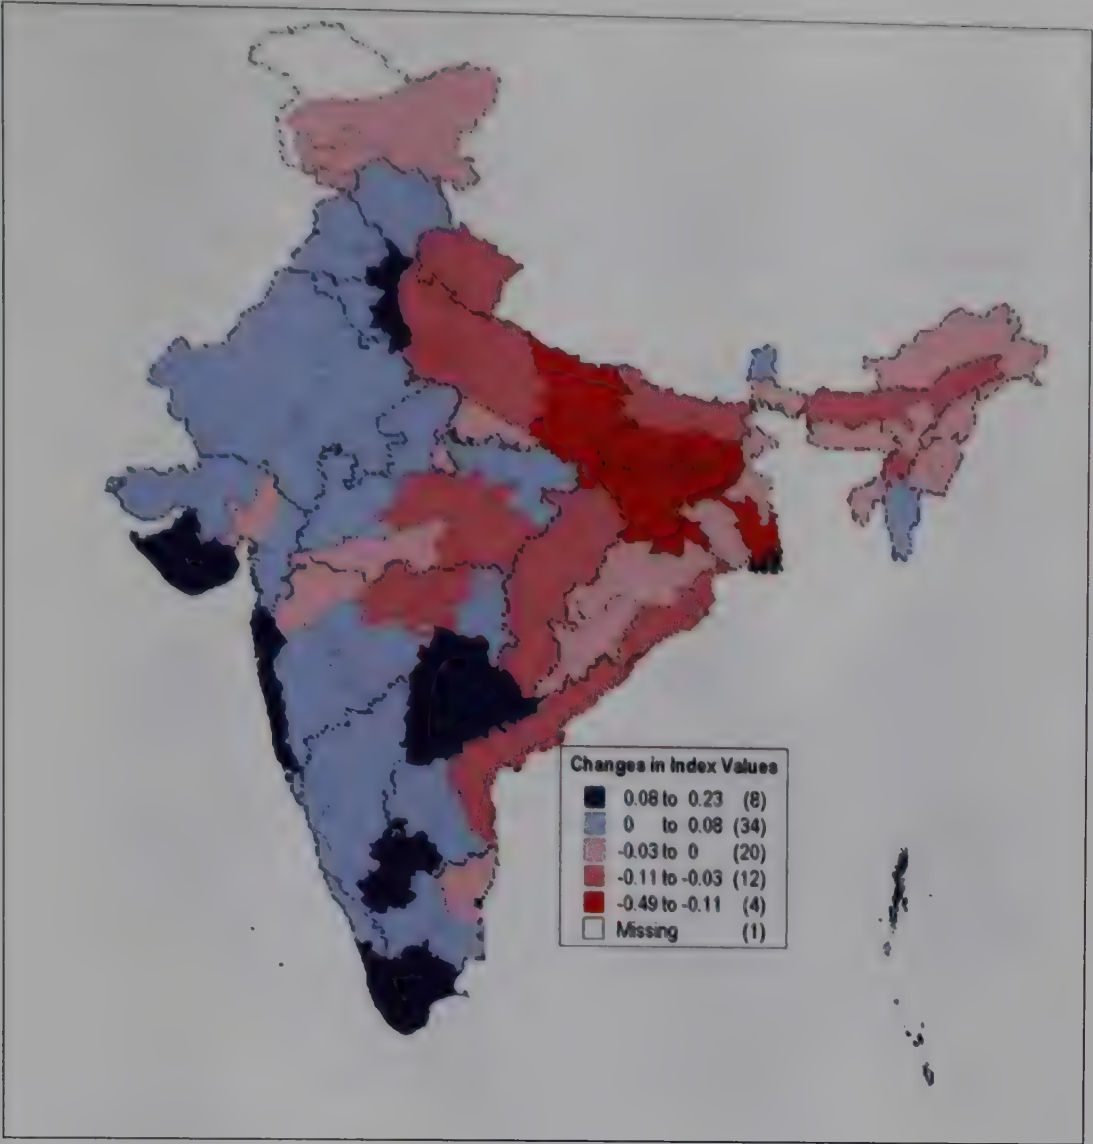 Changes in Index Values
0.08 to 0.23 (8)
0 to 0.08 (34)
-0.03 to 0 (20)
-0.11 to -0.03 (12)
-0.49 to -0.11 (4)
Missing (1)